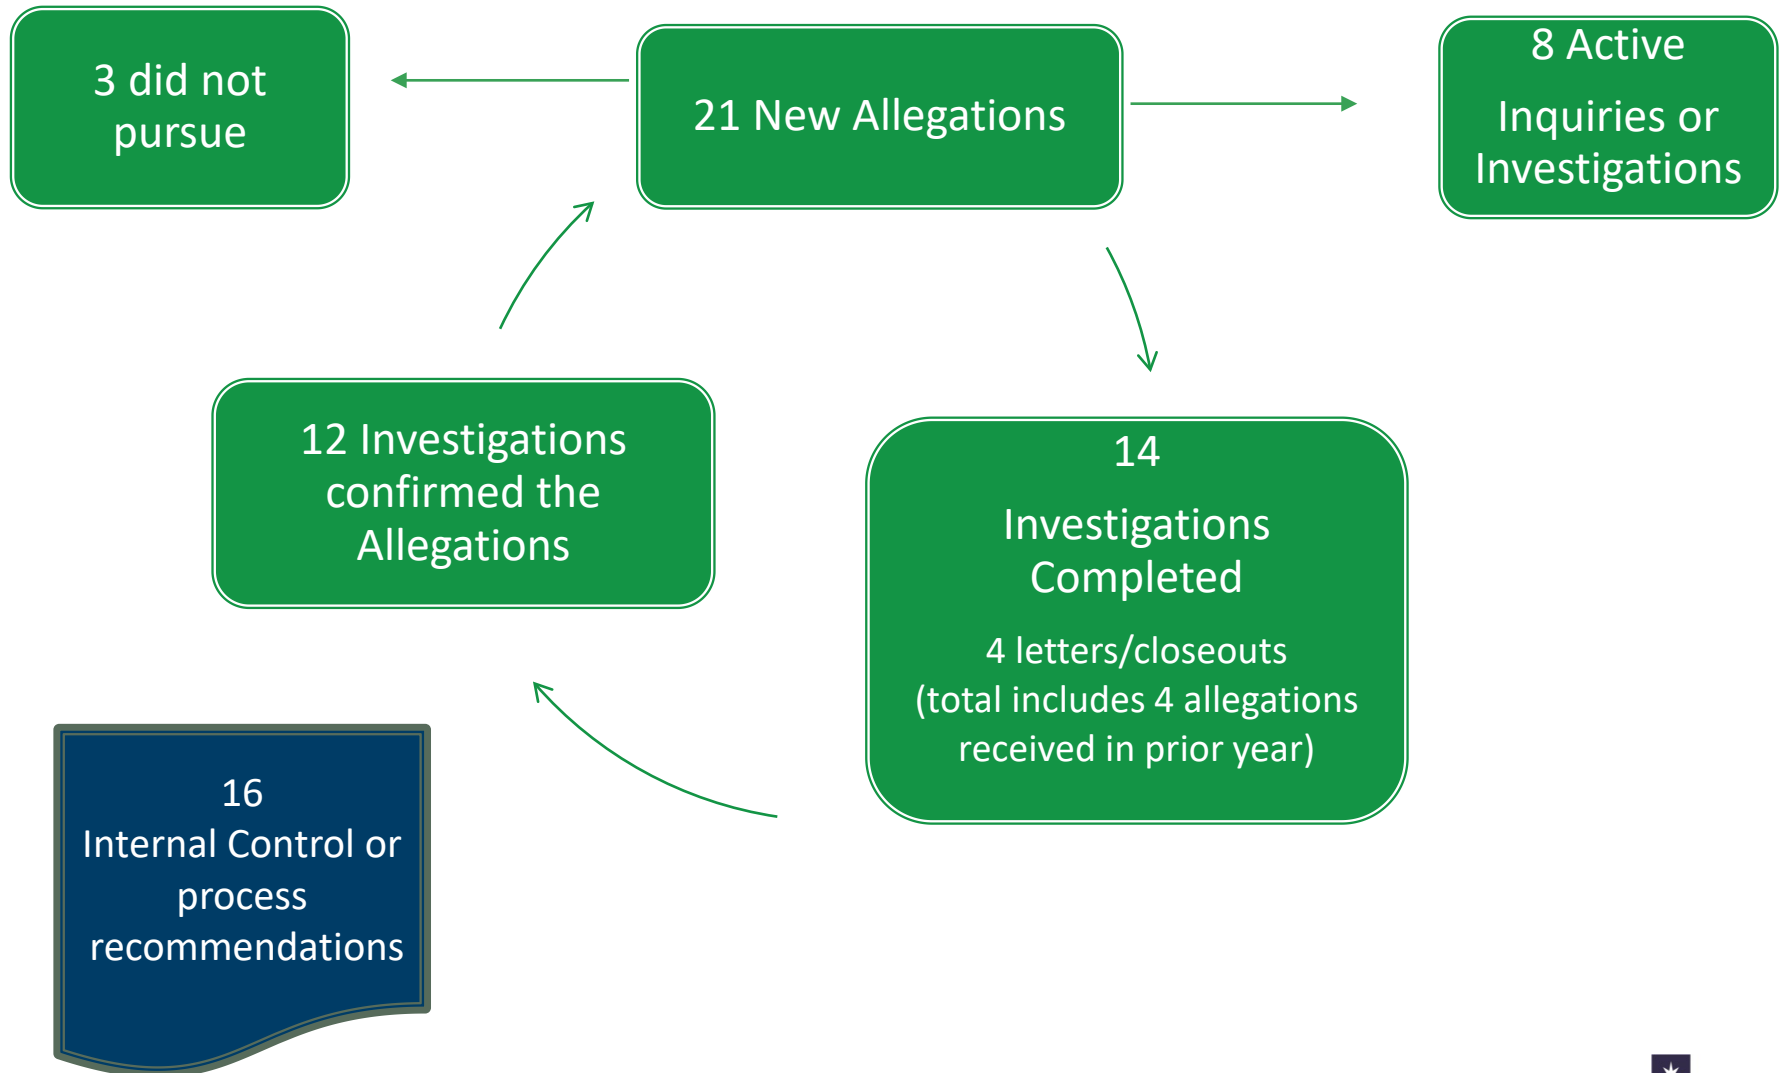 3 did not
pursue
21 New Allegations
8 Active
Inquiries or
Investigations
12 Investigations
confirmed the
Allegations
14
Investigations
Completed
4 letters/closeouts
(total includes 4 allegations
received in prior year)
16
Internal Control or
process
recommendations